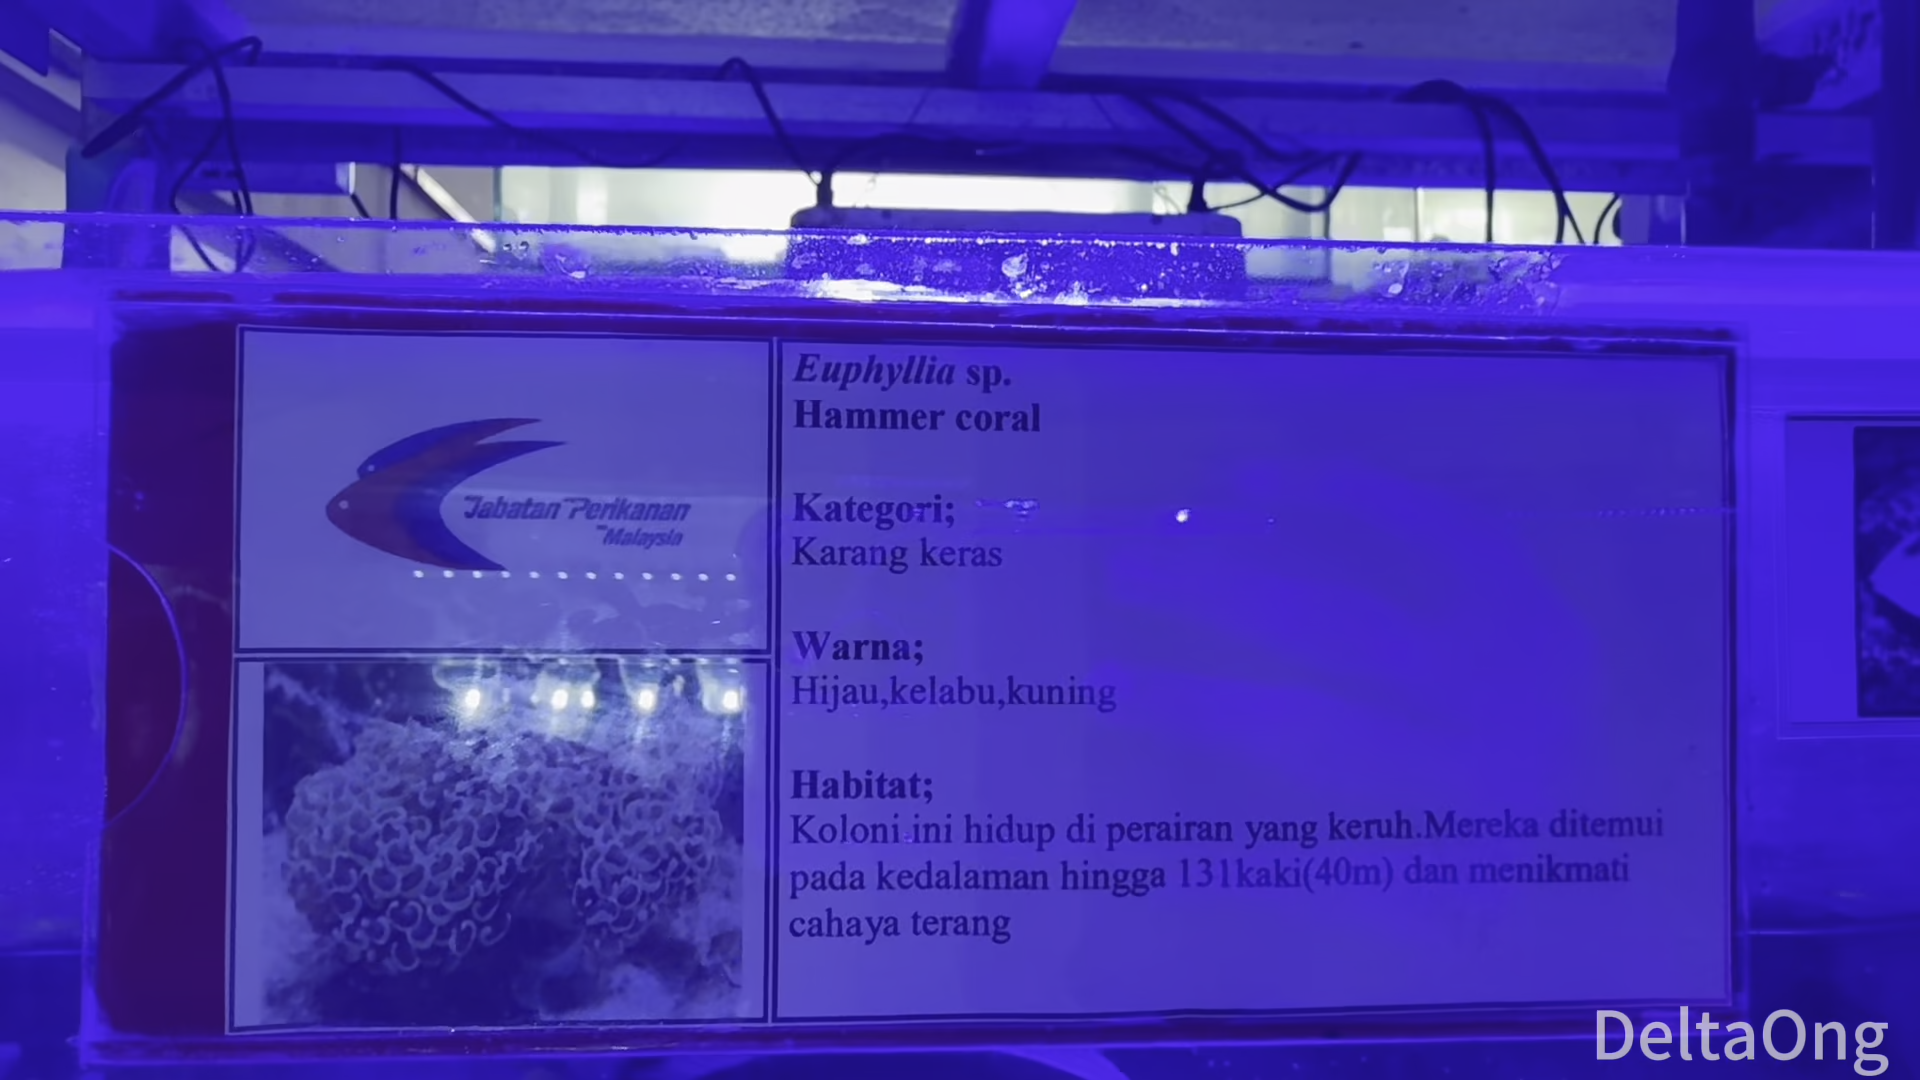 Jabatan Perikanan
Malaysia
Euphyllia sp.
Hammer coral
Kategori;
Karang keras
Warna;
Hijau,kelabu,kuning
Habitat;
Koloni ini hidup di perairan yang keruh.Mereka ditemui
pada kedalaman hingga 131kaki(40m) dan menikmati
cahaya terang
DeltaOng